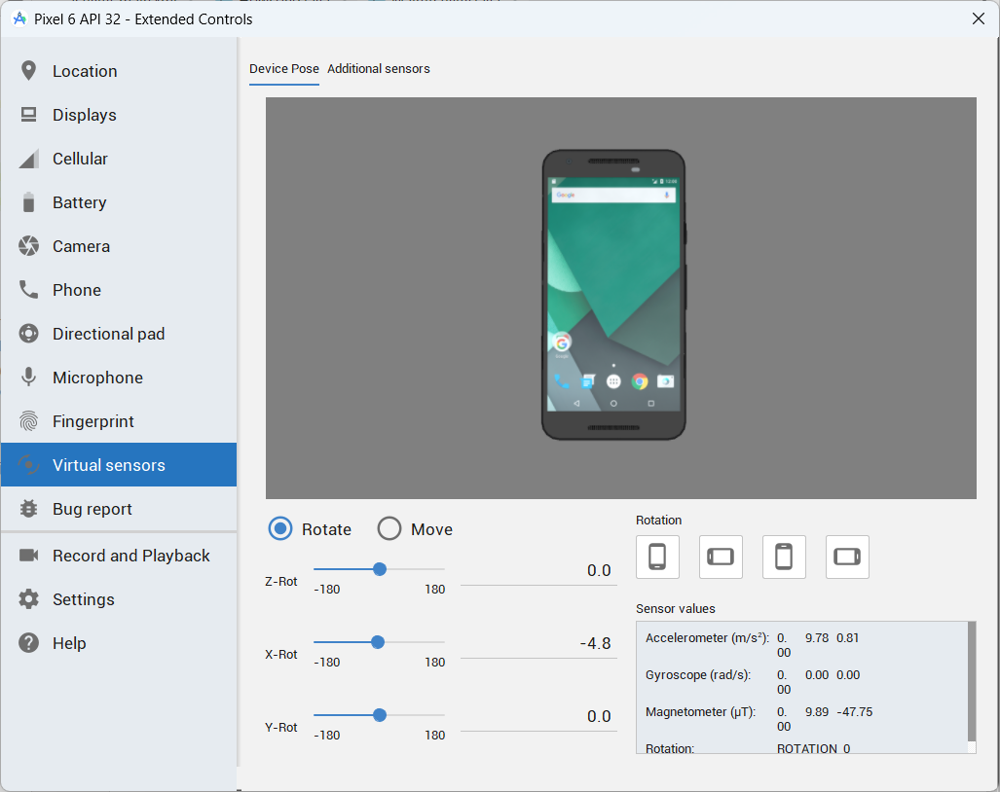 Pixel 6 API 32 - Extended Controls
Location
Displays
Cellular
Battery
Camera
Phone
Directional pad
Microphone
Fingerprint
Virtual sensors
Bug report
Record and Playback
Settings
Help
Device Pose Additional sensors
Google
Rotate Move
Z-Rot -180 180 0.0
X-Rot -180 180 -4.8
Y-Rot -180 180 0.0
Rotation
Sensor values
Accelerometer (m/s²): 0. 9.78 0.81
00
Gyroscope (rad/s): 0. 0.00 0.00
00
Magnetometer (μT): 0. 9.89 -47.75
00
Rotation: ROTATION_0